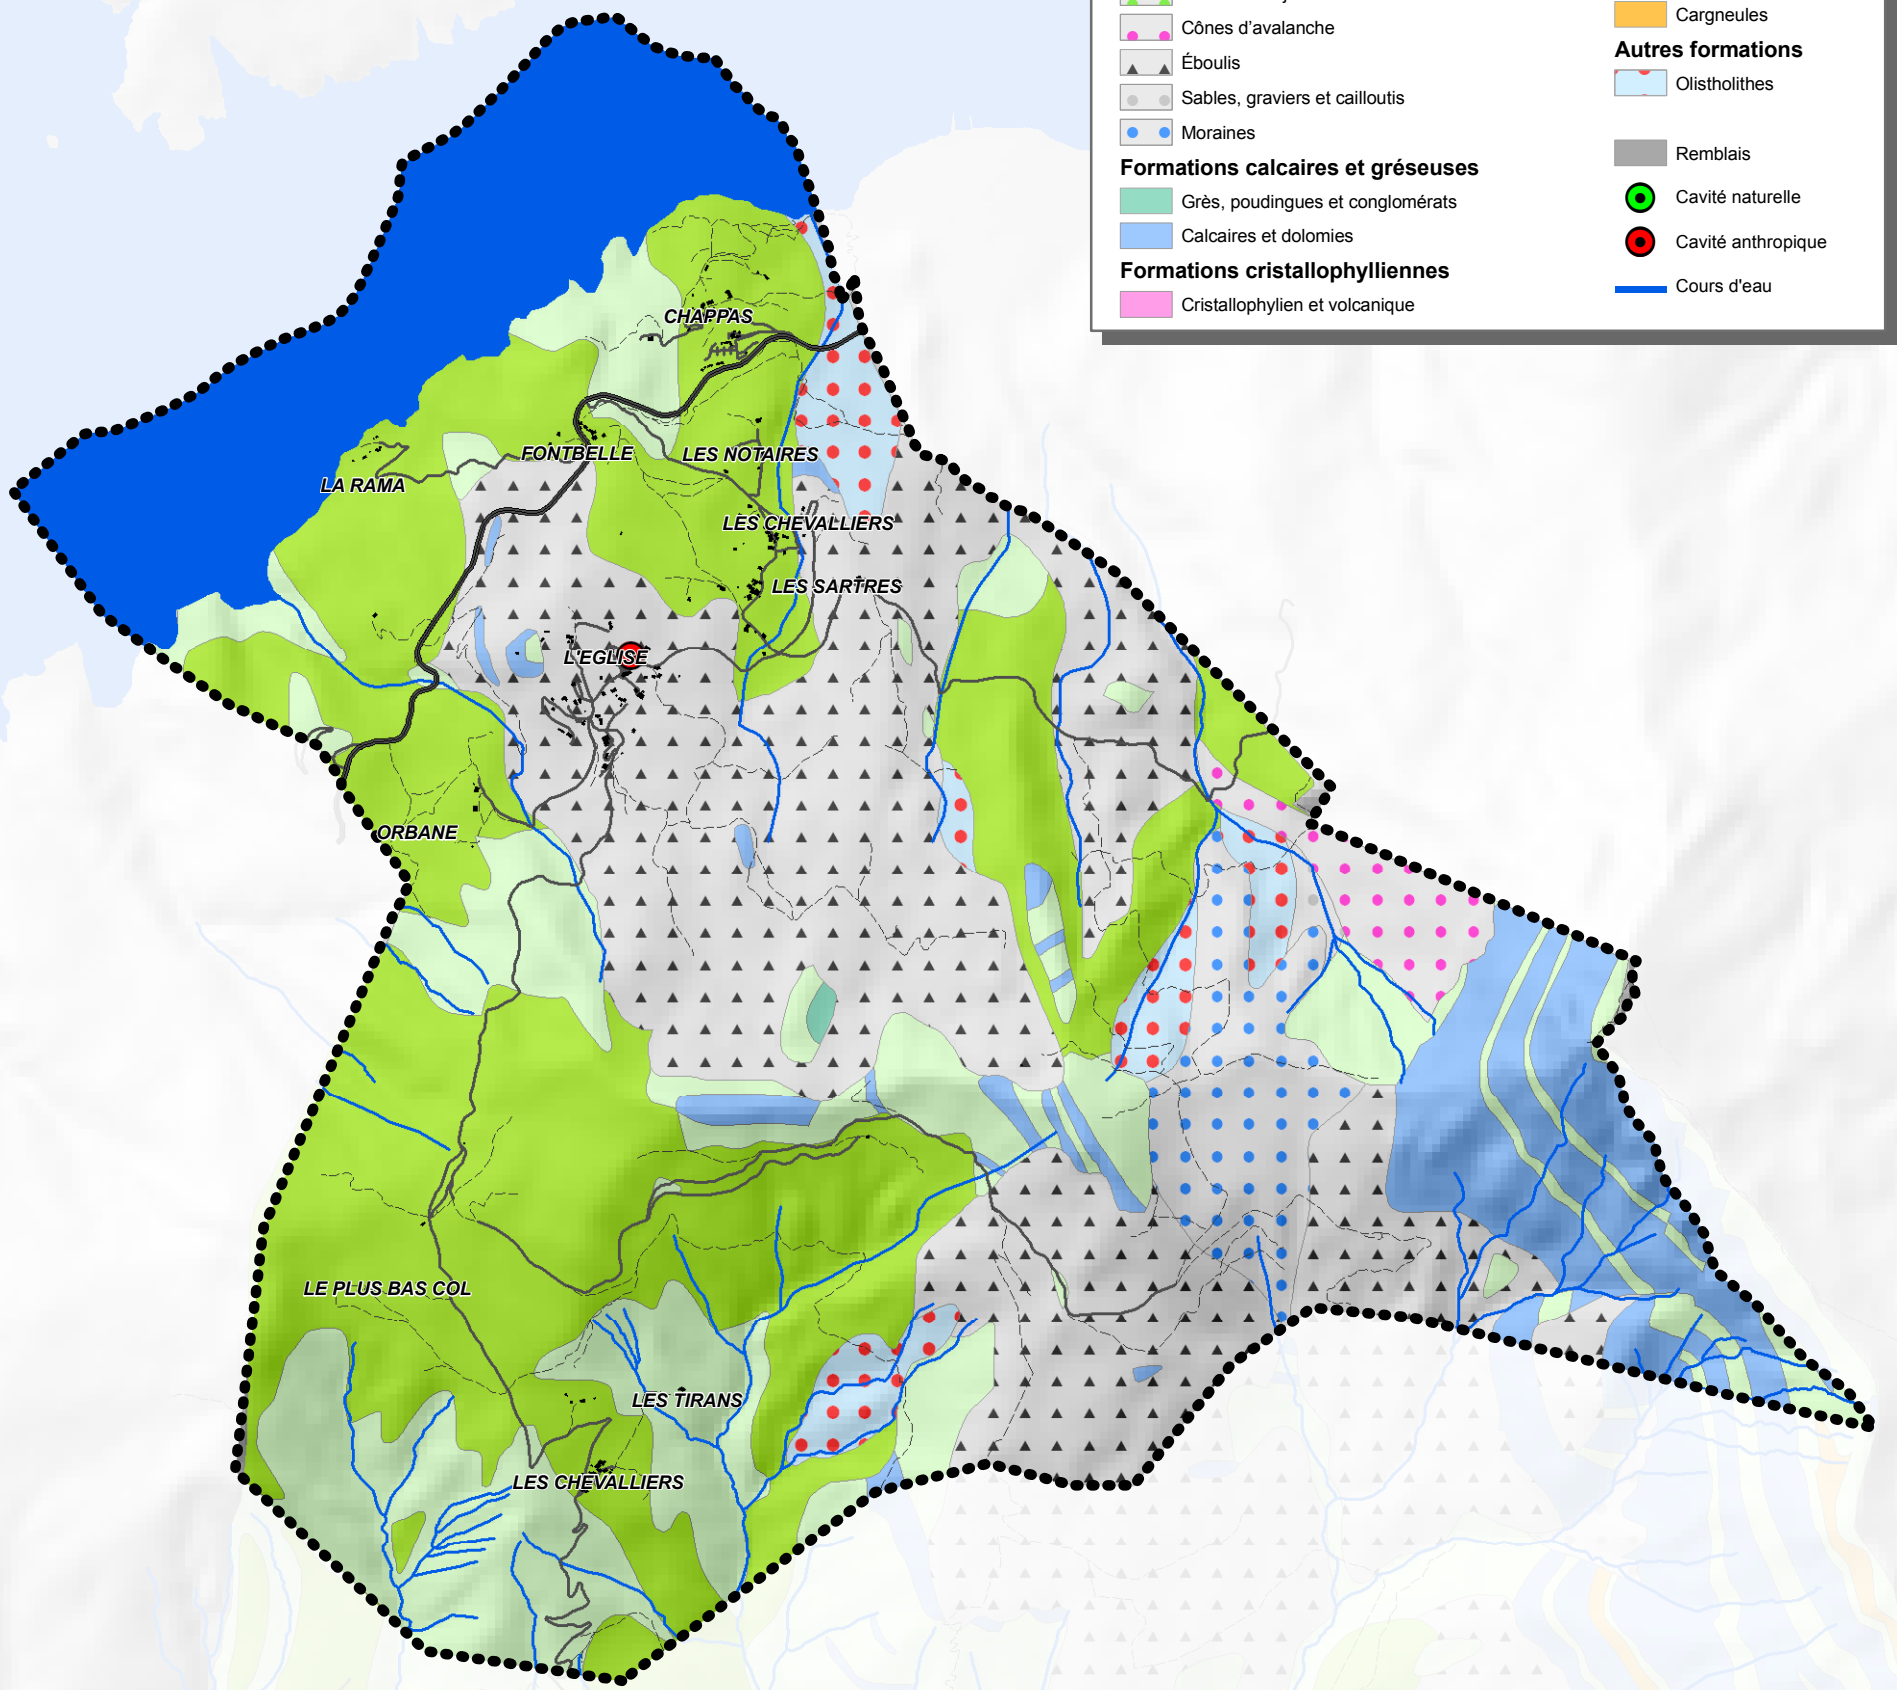 Cônes d'avalanche
Éboulis
Sables, graviers et cailloutis
Moraines
Formations calcaires et gréseuses
Grès, poudingues et conglomérats
Calcaires et dolomies
Formations cristallophylliennes
Cristallophylien et volcanique
Cargneules
Autres formations
Olistholithes
Remblais
Cavité naturelle
Cavité anthropique
Cours d'eau
CHAPPAS
FONTBELLE
LES NOTAIRES
LA RAMA
LES CHEVALLIERS
LES SARTRES
L'EGLISE
ORBANE
LE PLUS BAS COL
LES TIRANS
LES CHEVALLIERS